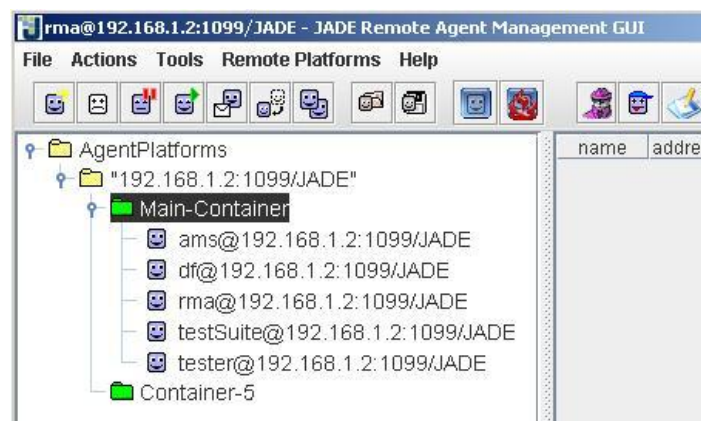 rma@192.168.1.2:1099/JADE - JADE Remote Agent Management GUI
File Actions Tools Remote Platforms Help
AgentPlatforms
"192.168.1.2:1099/JADE"
Main-Container
ams@192.168.1.2:1099/JADE
df@192.168.1.2:1099/JADE
rma@192.168.1.2:1099/JADE
testSuite@192.168.1.2:1099/JADE
tester@192.168.1.2:1099/JADE
Container-5
name addre